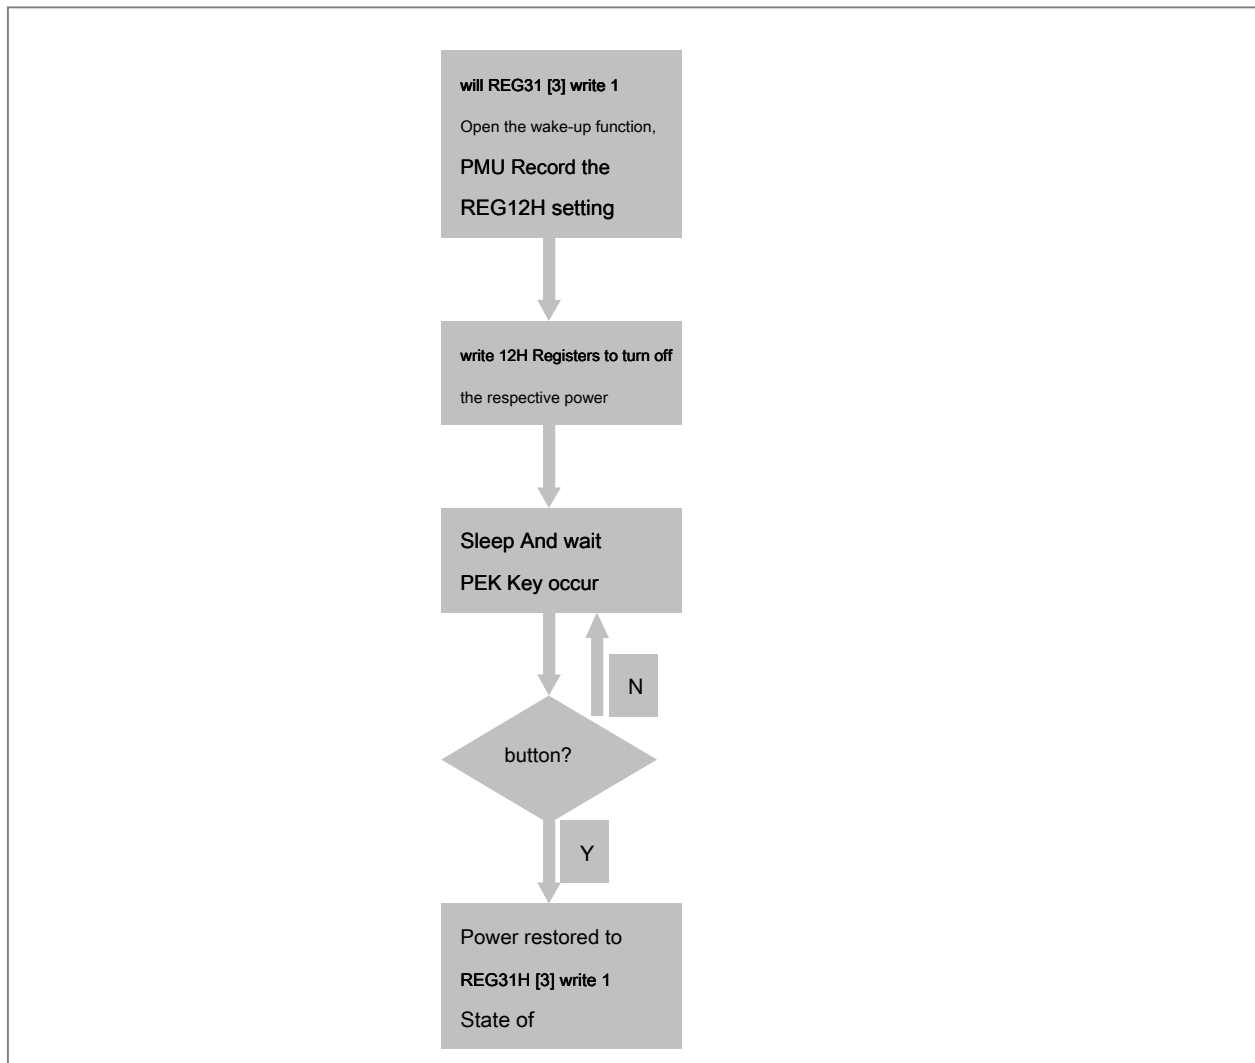 will REG31 [3] write 1
Open the wake-up function,
PMU Record the
REG12H setting
write 12H Registers to turn off
the respective power
Sleep And wait
PEK Key occur
N
button?
Y
Power restored to
REG31H [3] write 1
State of